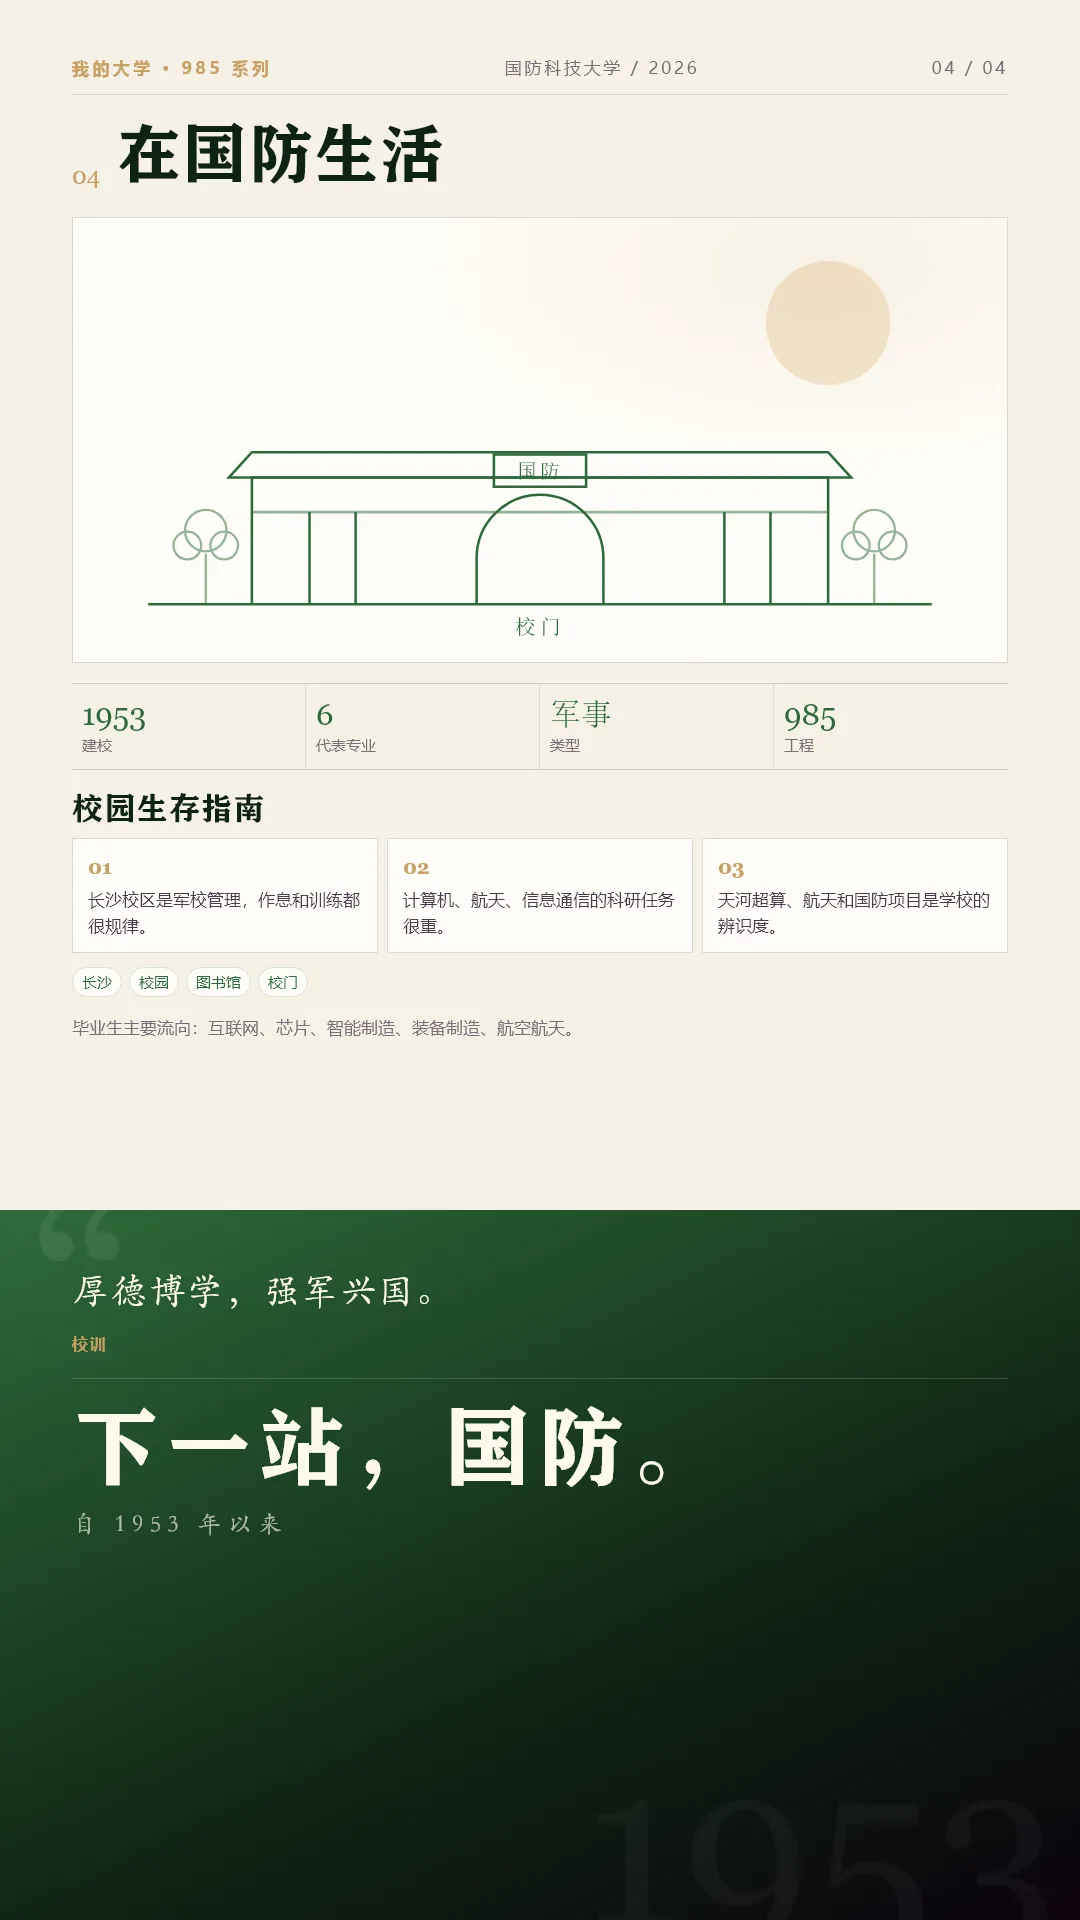 我的大学 · 985 系列
国防科技大学 / 2026
04 / 04
04 在国防生活
国防
校门
1953
建校
6
代表专业
军事
类型
985
工程
校园生存指南
01
长沙校区是军校管理，作息和训练都
很规律。
02
计算机、航天、信息通信的科研任务
很重。
03
天河超算、航天和国防项目是学校的
辨识度。
长沙
校园
图书馆
校门
毕业生主要流向：互联网、芯片、智能制造、装备制造、航空航天。
“
厚德博学，强军兴国。
校训
下一站，国防。
自 1953 年以来
1953